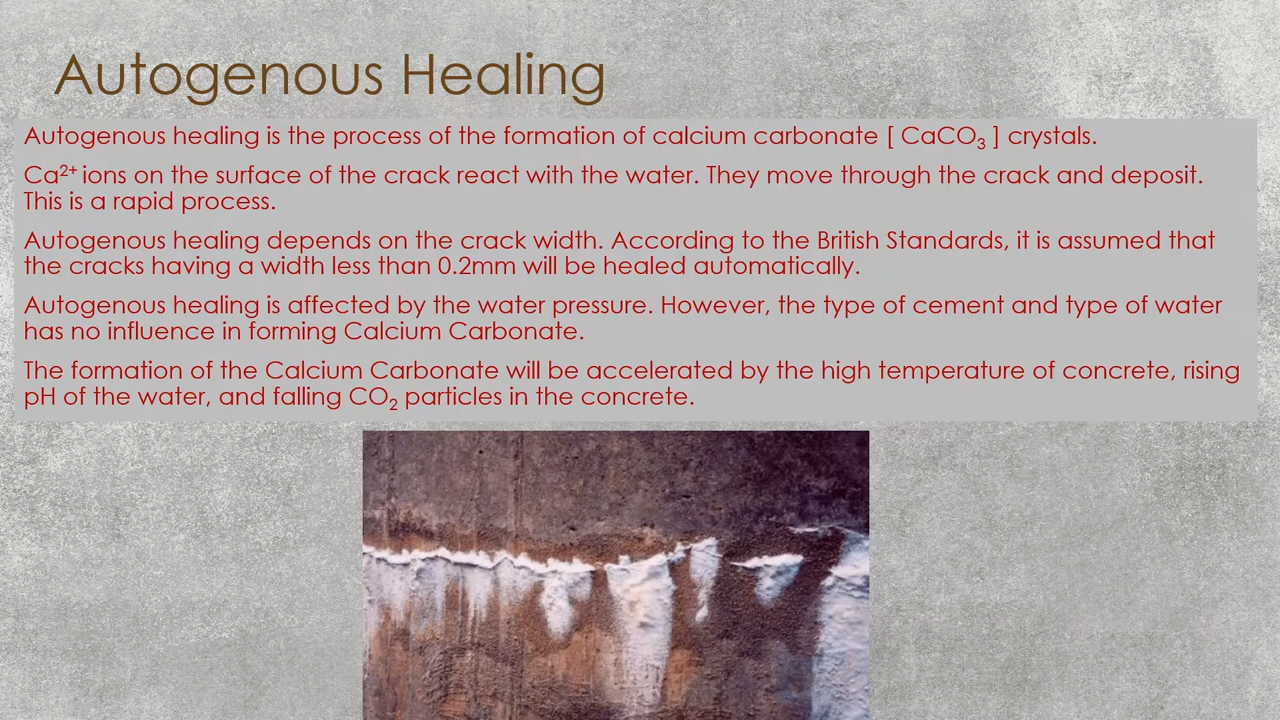 Autogenous Healing
Autogenous healing is the process of the formation of calcium carbonate [ CaCO₃ ] crystals.
Ca²⁺ ions on the surface of the crack react with the water. They move through the crack and deposit.
This is a rapid process.
Autogenous healing depends on the crack width. According to the British Standards, it is assumed that
the cracks having a width less than 0.2mm will be healed automatically.
Autogenous healing is affected by the water pressure. However, the type of cement and type of water
has no influence in forming Calcium Carbonate.
The formation of the Calcium Carbonate will be accelerated by the high temperature of concrete, rising
pH of the water, and falling CO₂ particles in the concrete.